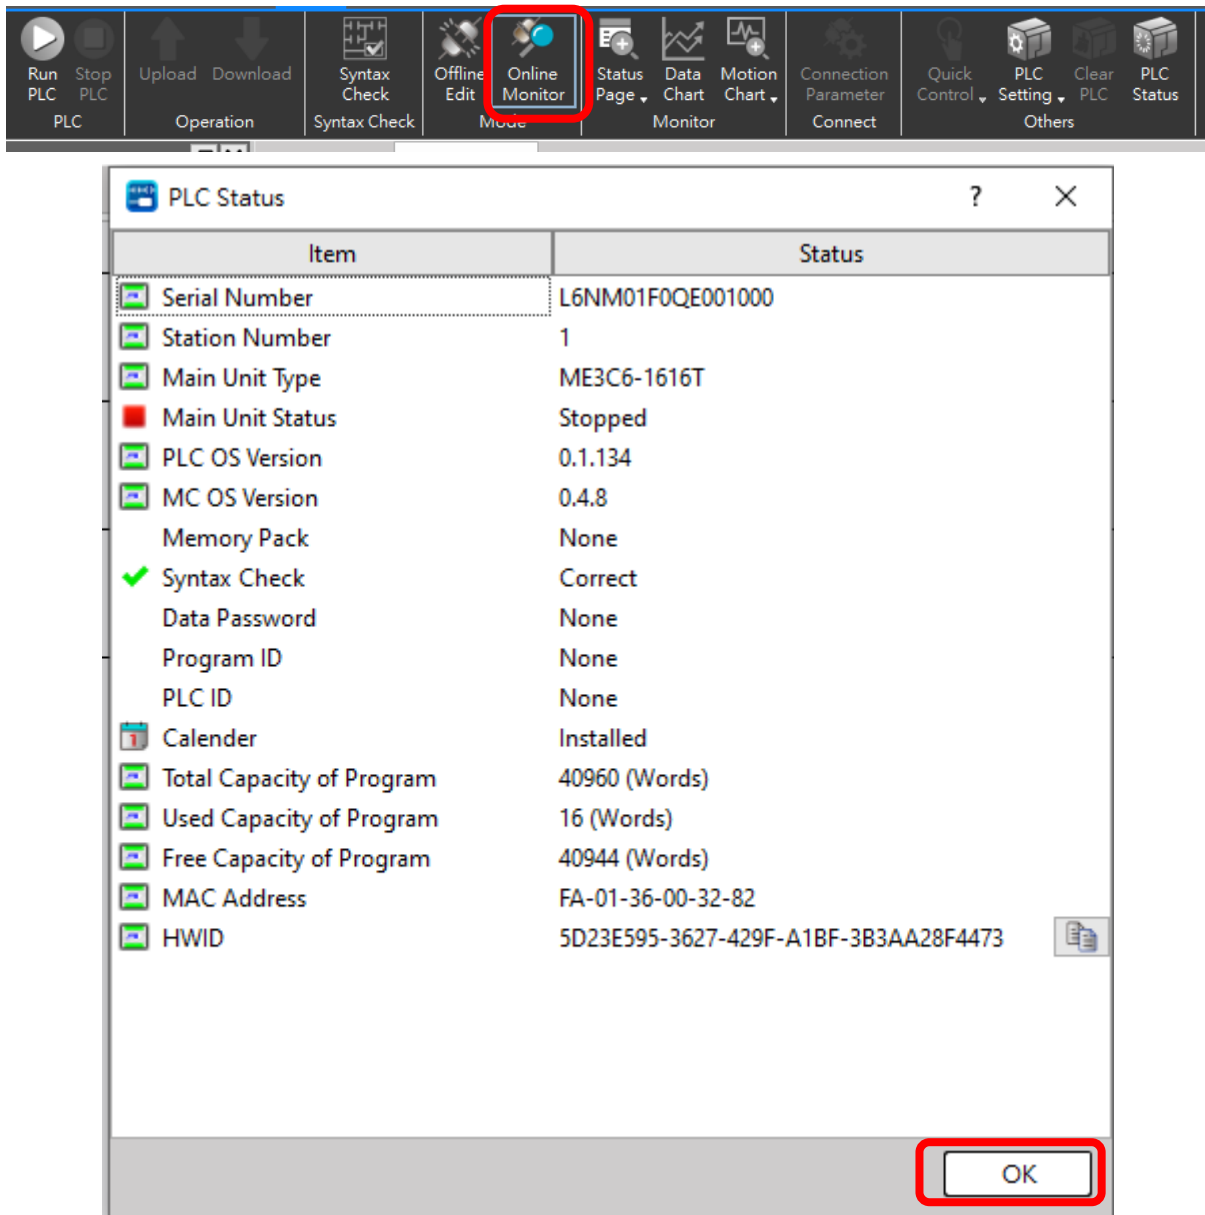 Run PLC
Stop PLC
Upload
Download
Syntax Check
Offline Edit
Online Monitor
Status Page
Data Chart
Motion Chart
Connection Parameter
Quick Control
PLC Setting
Clear PLC
PLC Status
PLC
Operation
Syntax Check
Mode
Monitor
Connect
Others
PLC Status
?
Item Status
Serial Number L6NM01F0QE001000
Station Number 1
Main Unit Type ME3C6-1616T
Main Unit Status Stopped
PLC OS Version 0.1.134
MC OS Version 0.4.8
Memory Pack None
Syntax Check Correct
Data Password None
Program ID None
PLC ID None
1
Calender Installed
Total Capacity of Program 40960 (Words)
Used Capacity of Program 16 (Words)
Free Capacity of Program 40944 (Words)
MAC Address FA-01-36-00-32-82
HWID 5D23E595-3627-429F-A1BF-3B3AA28F4473
OK